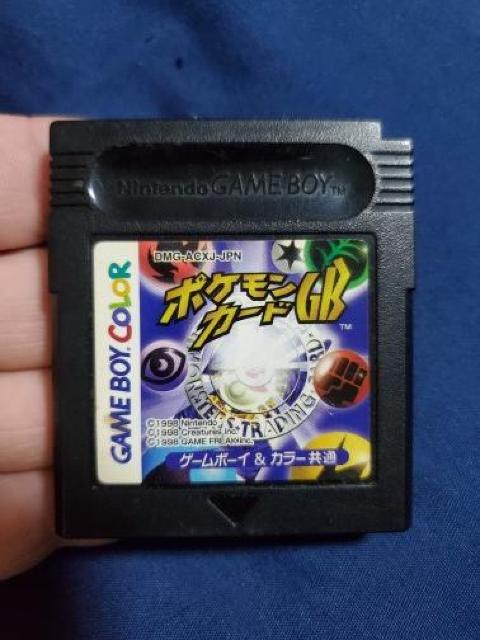 Nintendo GAME BOY TM
DMG-ACXJ-JPN
ポケモン
カードGB
TM
GAME BOY COLOR
MONSTERS•TRADING CARD
©1998 Nintendo
©1998 Creatures inc.
©1998 GAME FREAK inc.
ゲームボーイ & カラー共通